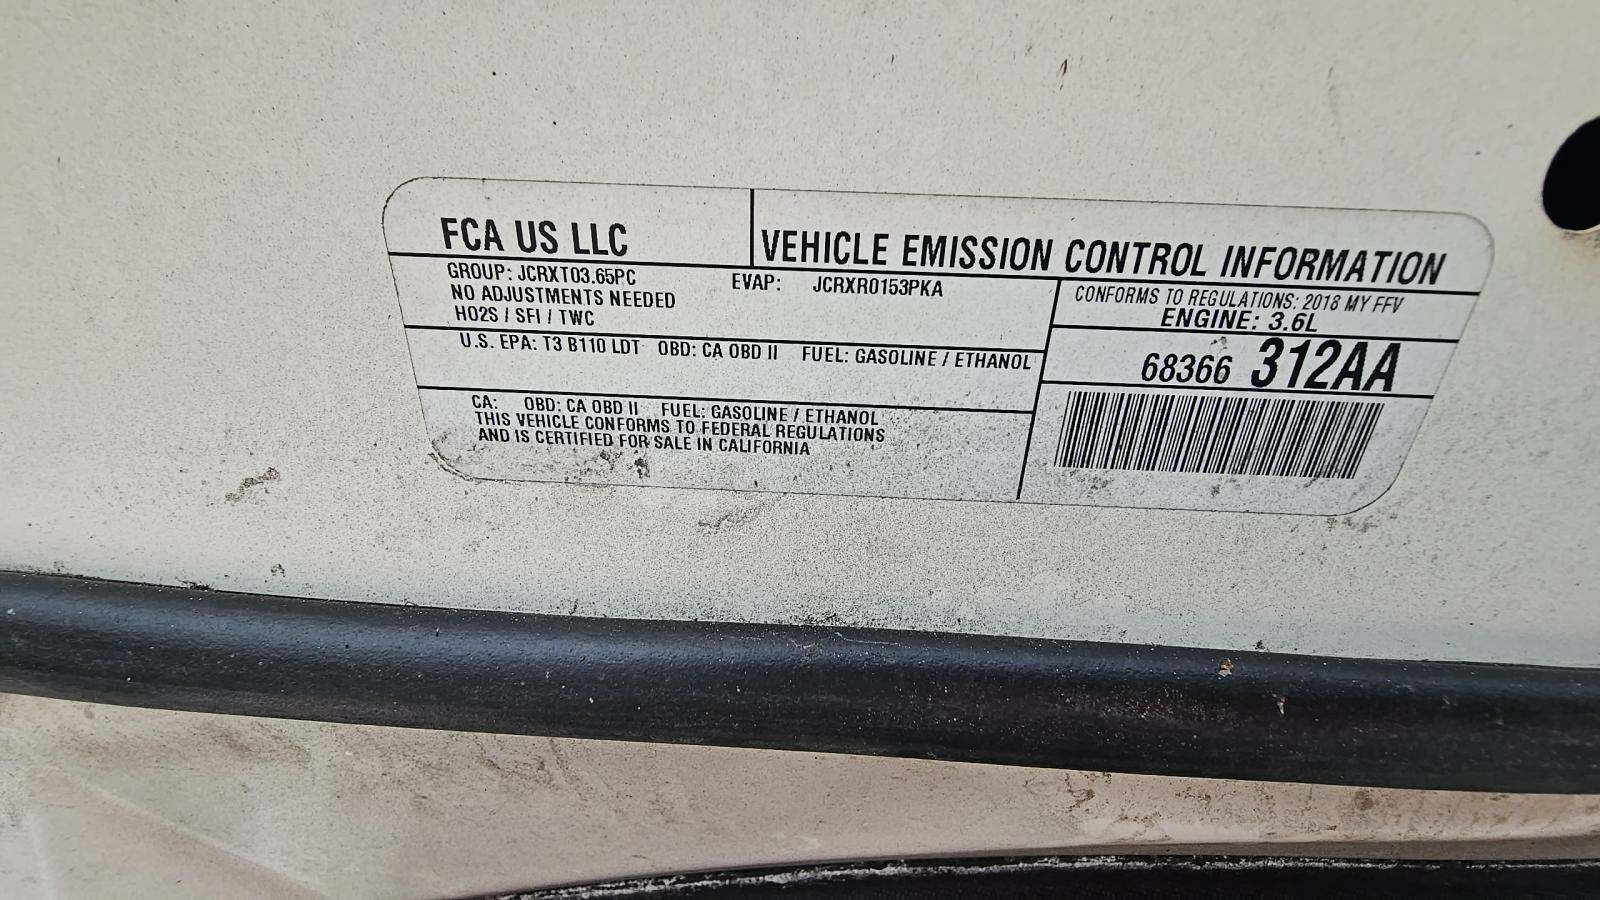 FCA US LLC
VEHICLE EMISSION CONTROL INFORMATION
GROUP: JCRXT03.65PC EVAP: JCRXR0153PKA
NO ADJUSTMENTS NEEDED
HO2S / SFI / TWC
CONFORMS TO REGULATIONS: 2018 MY FFV
ENGINE: 3.6L
U.S. EPA: T3 B110 LDT OBD: CA OBD II FUEL: GASOLINE / ETHANOL
68366 312AA
CA: OBD: CA OBD II FUEL: GASOLINE / ETHANOL
THIS VEHICLE CONFORMS TO FEDERAL REGULATIONS
AND IS CERTIFIED FOR SALE IN CALIFORNIA